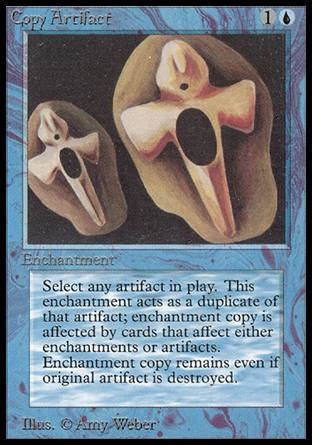 Copy Artifact 1
Enchantment
Select any artifact in play. This
enchantment acts as a duplicate of
that artifact; enchantment copy is
affected by cards that affect either
enchantments or artifacts.
Enchantment copy remains even if
original artifact is destroyed.
Illus. © Amy Weber